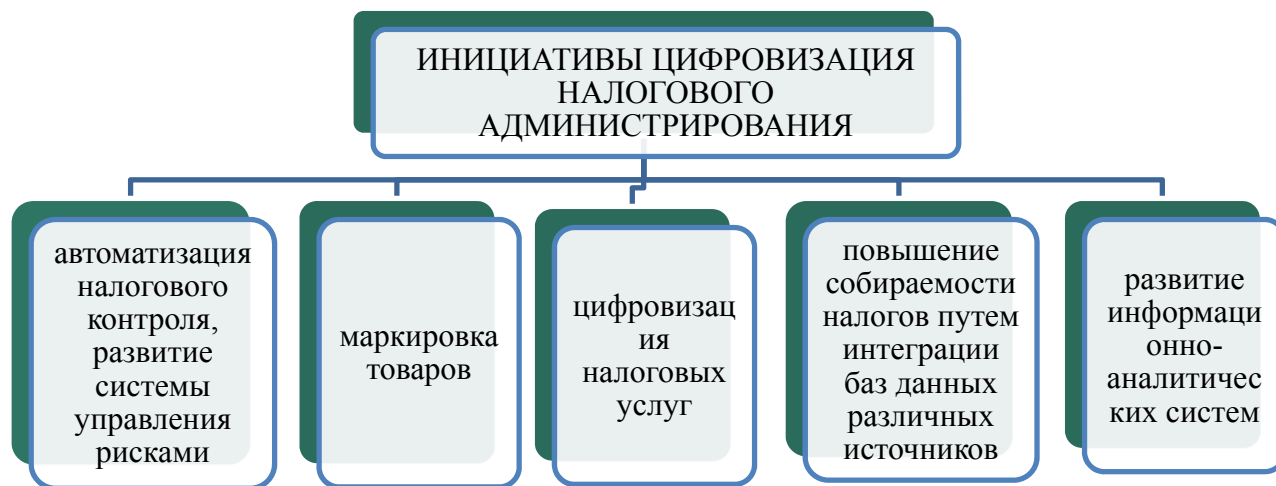 ИНИЦИАТИВЫ ЦИФРОВИЗАЦИЯ
НАЛОГОВОГО
АДМИНИСТРИРОВАНИЯ
автоматизация
налогового
контроля,
развитие
системы
управления
рисками
маркировка
товаров
цифровизац
ия
налоговых
услуг
повышение
собираемости
налогов путем
интеграции
баз данных
различных
источников
развитие
информаци
онно-
аналитичес
ких систем